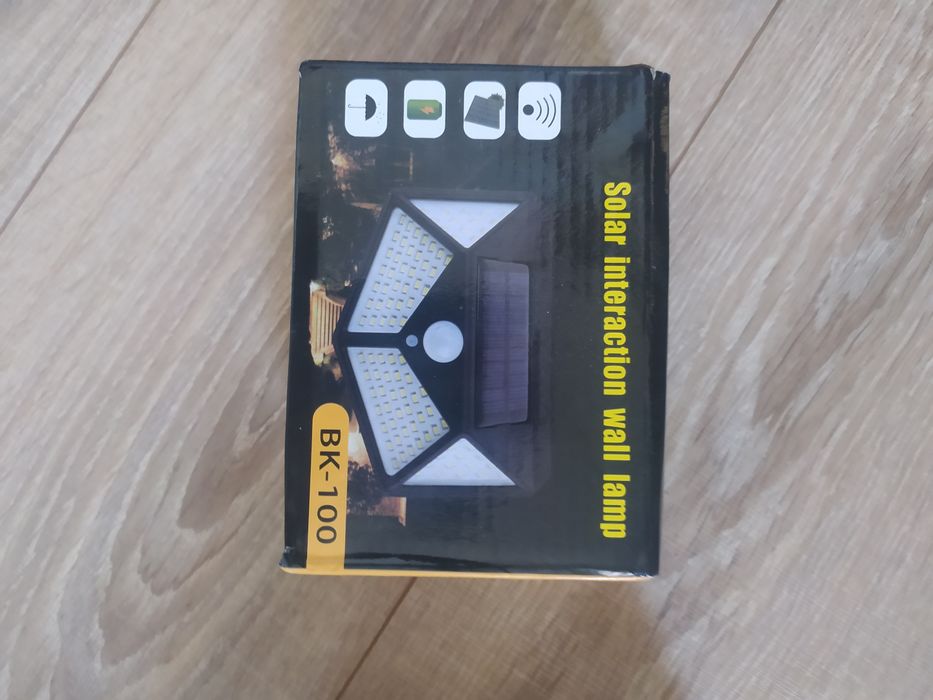 Solar interaction wall lamp
BK-100